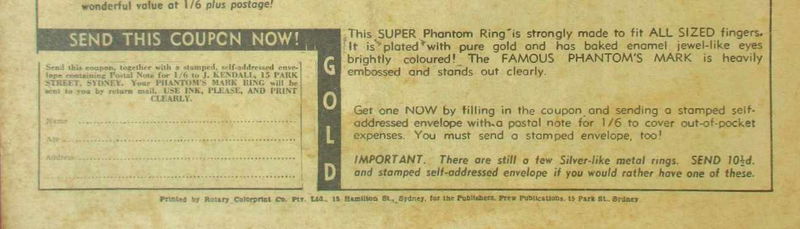 wonderful value at 1/6 plus postage!
SEND THIS COUPON NOW!
Send this coupon, together with a stamped, self-addressed enve-
lope containing Postal Note for 1/6 to J. KENDALL, 15 PARK
STREET, SYDNEY. Your PHANTOM'S MARK RING will be
sent to you by return mail. USE INK, PLEASE, AND PRINT
CLEARLY.
Name
Age
Address
G
O
L
D
This SUPER Phantom Ring is strongly made to fit ALL SIZED fingers.
It is plated with pure gold and has baked enamel jewel-like eyes
brightly coloured! The FAMOUS PHANTOM'S MARK is heavily
embossed and stands out clearly.
Get one NOW by filling in the coupon and sending a stamped self-
addressed envelope with a postal note for 1/6 to cover out-of-pocket
expenses. You must send a stamped envelope, too!
IMPORTANT. There are still a few Silver-like metal rings. SEND 10½d.
and stamped self-addressed envelope if you would rather have one of these.
Printed by Rotary Colorprint Co. Pty. Ltd., 15 Hamilton St., Sydney, for the Publishers, Frew Publications, 15 Park St., Sydney